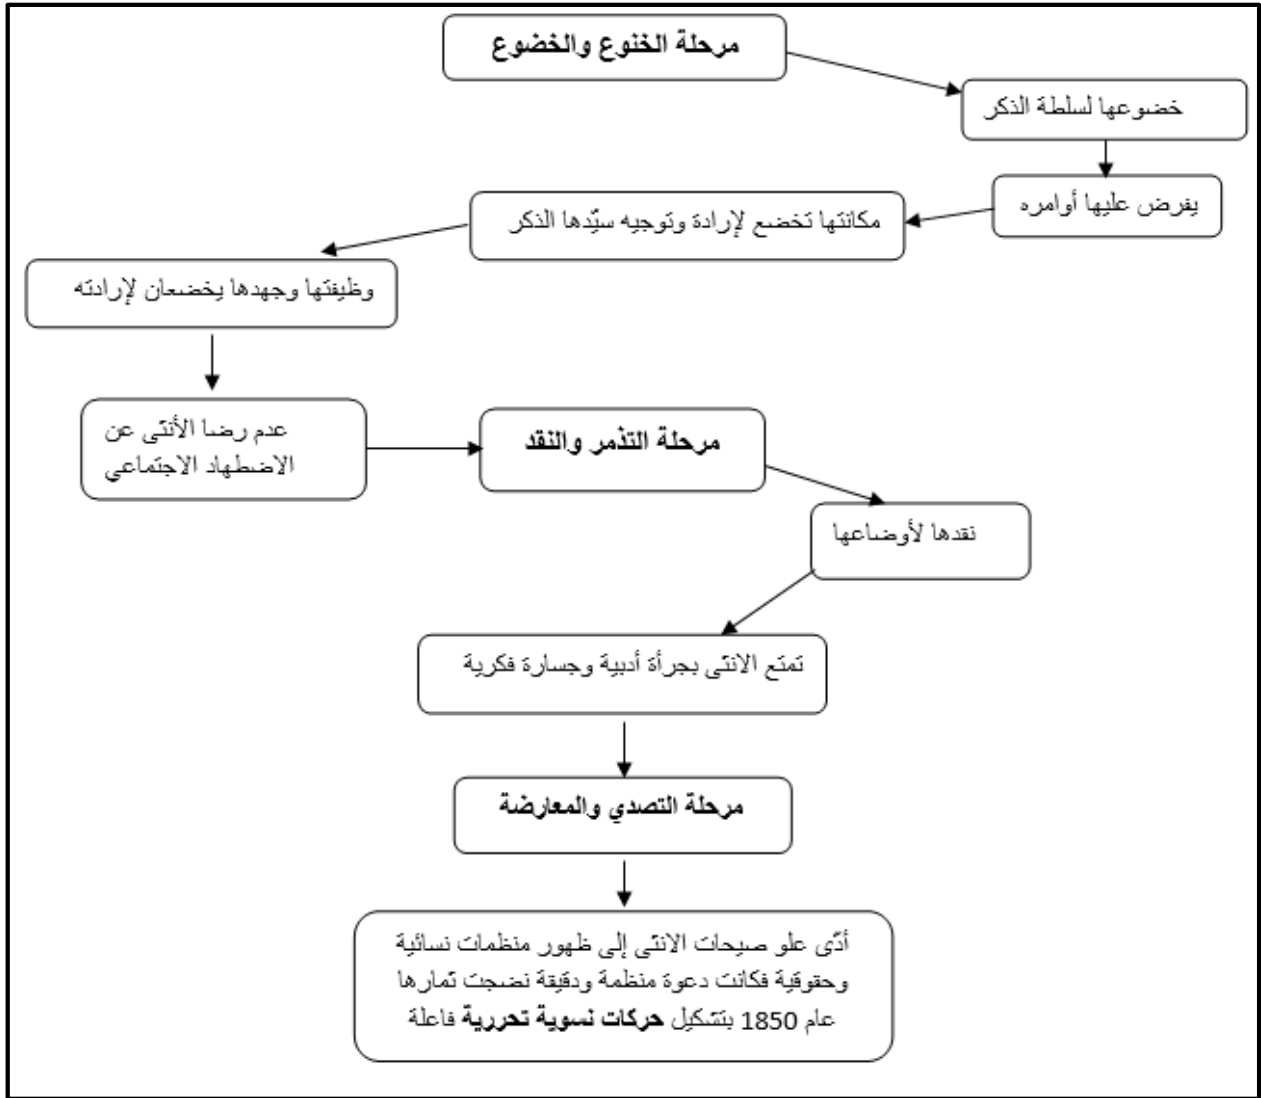 مرحلة الخنوع والخضوع
خضوعها لسلطة الذكر
يفرض عليها أوامره
مكانتها تخضع لإرادة وتوجيه سيّدها الذكر
وظيفتها وجهدها يخضعان لإرادته
عدم رضا الأنثى عن
الاضطهاد الاجتماعي
مرحلة التذمر والنقد
نقدها لأوضاعها
تمتع الانثى بجرأة أدبية وجسارة فكرية
مرحلة التصدي والمعارضة
أدّى علو صيحات الانثى إلى ظهور منظمات نسائية
وحقوقية فكانت دعوة منظمة ودقيقة نضجت ثمارها
عام 1850 بتشكيل حركات نسوية تحررية فاعلة